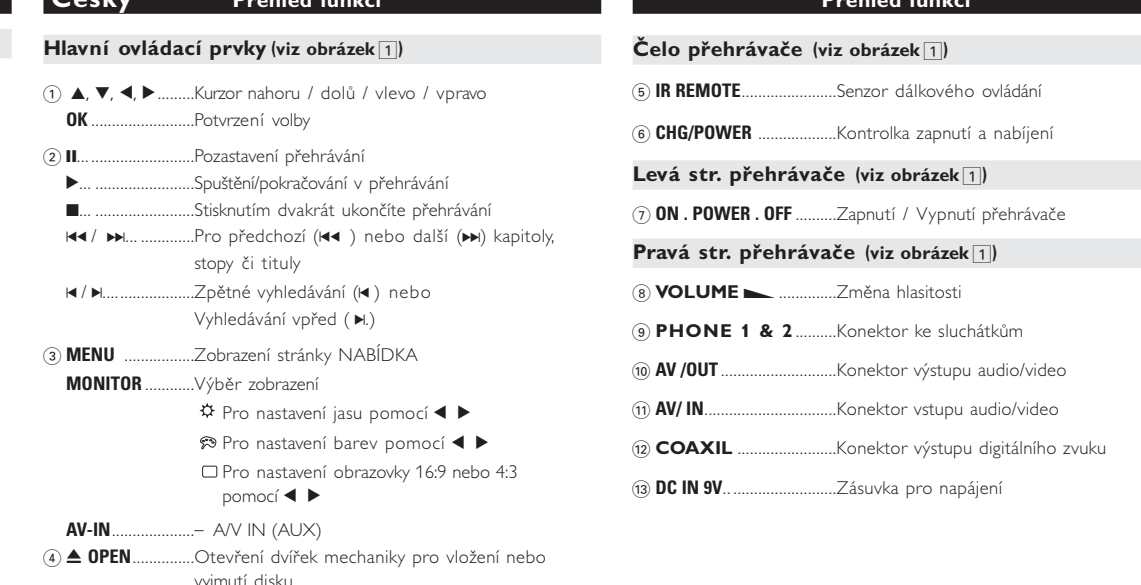 Česky Přehled funkcí
Hlavní ovládací prvky (viz obrázek 1)
① ▲, ▼, ◀, ▶.........Kurzor nahoru / dolů / vlevo / vpravo
OK.........................Potvrzení volby
② II... .........................Pozastavení přehrávání
▶... ........................Spuštění/pokračování v přehrávání
■... ........................Stisknutím dvakrát ukončíte přehrávání
⏮ / ⏭... .............Pro předchozí (⏮ ) nebo další (⏭) kapitoly,
stopy či tituly
|◀ / ▶|......................Zpětné vyhledávání (|◀ ) nebo
Vyhledávání vpřed ( ▶|.)
③ MENU .................Zobrazení stránky NABÍDKA
MONITOR ............Výběr zobrazení
☼ Pro nastavení jasu pomocí ◀ ▶
Pro nastavení barev pomocí ◀ ▶
▢ Pro nastavení obrazovky 16:9 nebo 4:3
pomocí ◀ ▶
AV-IN....................– A/V IN (AUX)
④ ⏏ OPEN...............Otevření dvířek mechaniky pro vložení nebo
vyjmutí disku
Přehled funkcí
Čelo přehrávače (viz obrázek 1)
⑤ IR REMOTE.......................Senzor dálkového ovládání
⑥ CHG/POWER ...................Kontrolka zapnutí a nabíjení
Levá str. přehrávače (viz obrázek 1)
⑦ ON . POWER . OFF ..........Zapnutí / Vypnutí přehrávače
Pravá str. přehrávače (viz obrázek 1)
⑧ VOLUME ◣ ..............Změna hlasitosti
⑨ PHONE 1 & 2..........Konektor ke sluchátkům
⑩ AV /OUT ............................Konektor výstupu audio/video
⑪ AV/ IN................................Konektor vstupu audio/video
⑫ COAXIL ........................Konektor výstupu digitálního zvuku
⑬ DC IN 9V.. .........................Zásuvka pro napájení